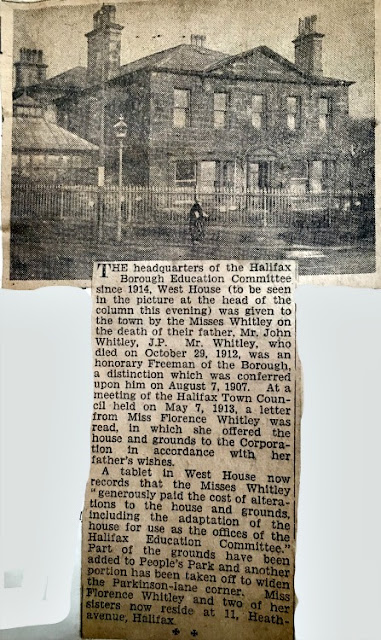 THE headquarters of the Halifax
Borough Education Committee
since 1914, West House (to be seen
in the picture at the head of the
column this evening) was given to
the town by the Misses Whitley on
the death of their father, Mr. John
Whitley, J.P. Mr. Whitley, who
died on October 29, 1912, was an
honorary Freeman of the Borough,
a distinction which was conferred
upon him on August 7, 1907. At a
meeting of the Halifax Town Coun-
cil held on May 7, 1913, a letter
from Miss Florence Whitley was
read, in which she offered the
house and grounds to the Corpora-
tion in accordance with her
father's wishes.
A tablet in West House now
records that the Misses Whitley
"generously paid the cost of altera-
tions to the house and grounds,
including the adaptation of the
house for use as the offices of the
Halifax Education Committee."
Part of the grounds have been
added to People's Park and another
portion has been taken off to widen
the Parkinson-lane corner. Miss
Florence Whitley and two of her
sisters now reside at 11, Heath-
avenue, Halifax.